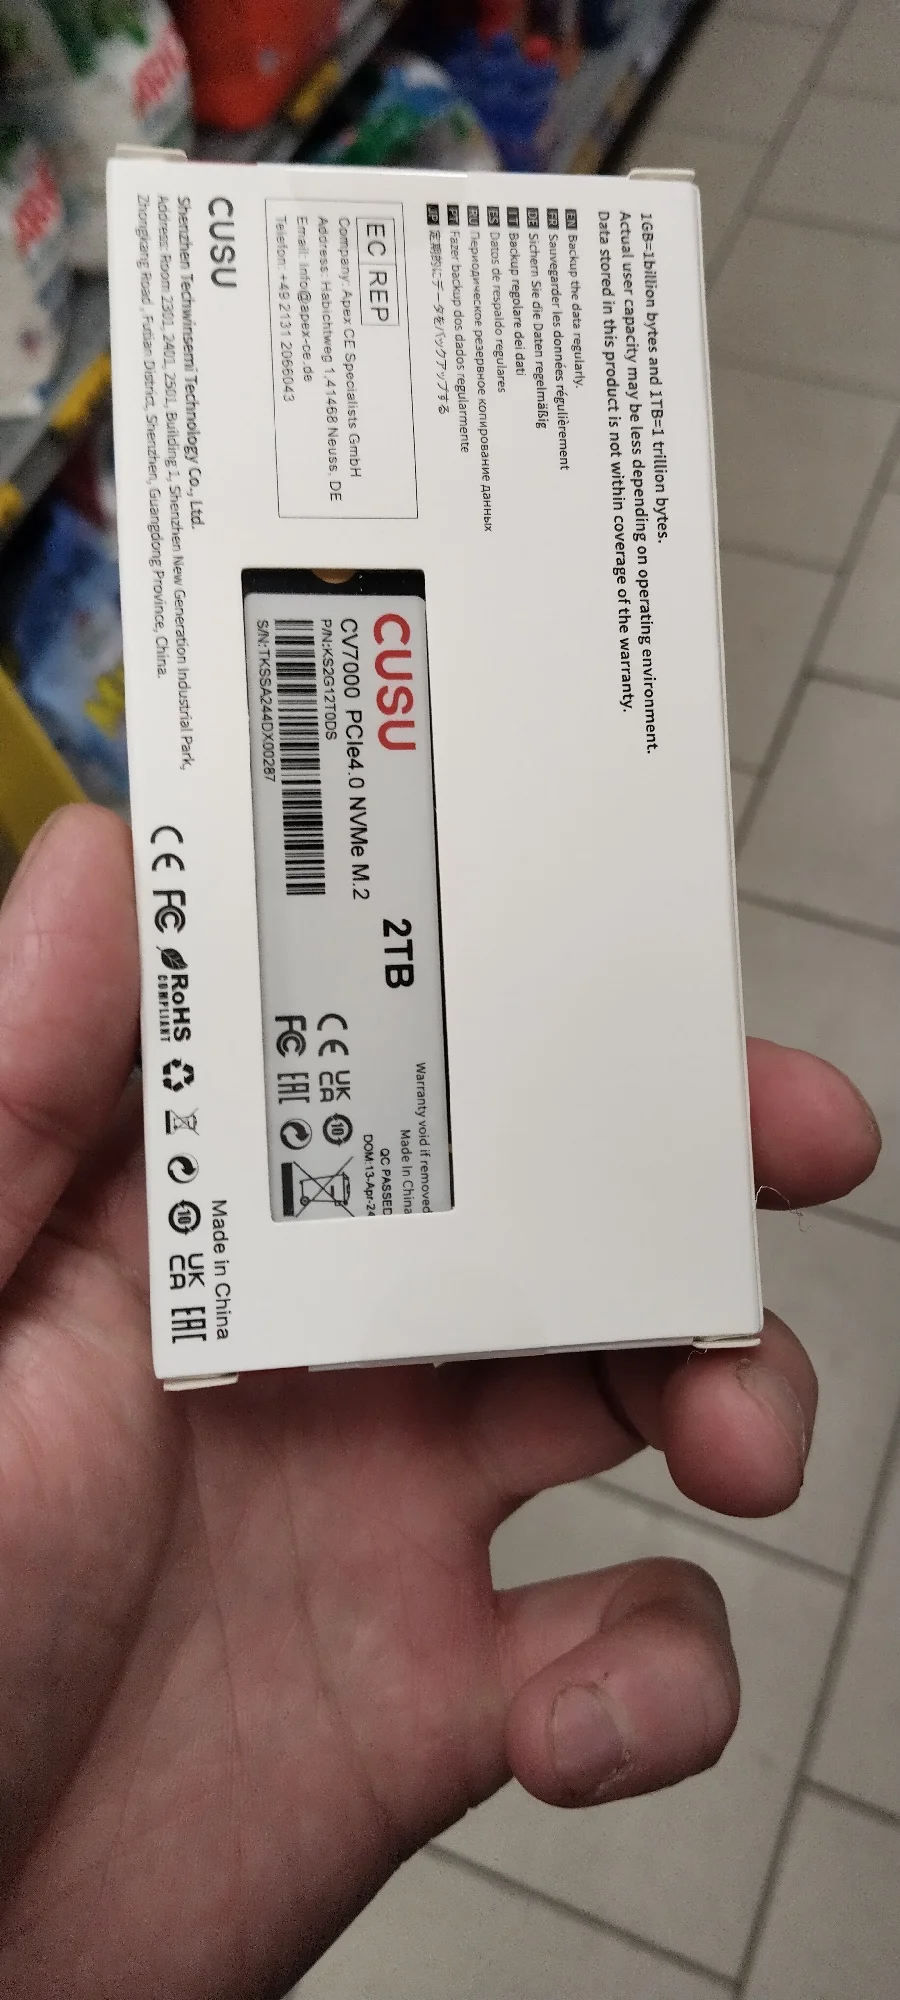 1GB=1billion bytes and 1TB=1 trillion bytes.
Actual user capacity may be less depending on operating environment.
Data stored in this product is not within coverage of the warranty.
EN Backup the data regularly.
FR Sauvegarder les données régulièrement
DE Sichern Sie die Daten regelmäßig
IT Backup regolare dei dati
ES Datos de respaldo regulares
RU Периодическое резервное копирование данных
PT Fazer backup dos dados regularmente
JP 定期的にデータをバックアップする
EC REP
Company: Apex CE Specialists GmbH
Address: Habichtweg 1,41468 Neuss, DE
Email: info@apex-ce.de
Telefon: +49 2131 2066043
CUSU
2TB
CV7000 PCIe4.0 NVMe M.2
P/N:KS2G12T0DS
S/N:TKSSA244DX00287
Warranty void if removed
Made In China
QC PASSED
DOM:13-Apr-24
CE UK CA 10
FC EAC
CUSU
Shenzhen Techwinsemi Technology Co., Ltd.
Address: Room 2301, 2401, 2501, Building 1, Shenzhen New Generation Industrial Park,
Zhongkang Road, Futian District, Shenzhen, Guangdong Province, China.
Made in China
CE FC RoHS COMPLIANT 10 UK CA EAC